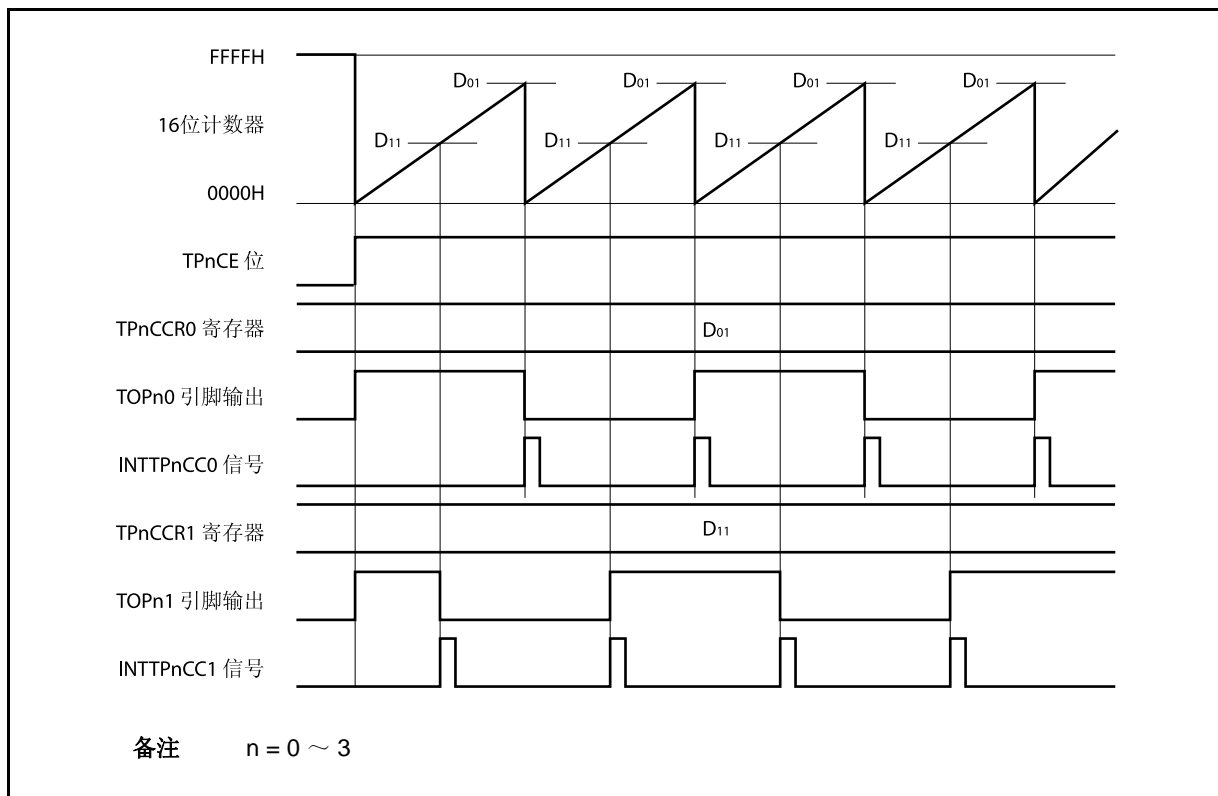 FFFFH
D01 D01 D01 D01
16位计数器
D11 D11 D11 D11
0000H
TPnCE 位
TPnCCR0 寄存器
D01
TOPn0 引脚输出
INTTPnCC0 信号
TPnCCR1 寄存器
D11
TOPn1 引脚输出
INTTPnCC1 信号
备注 n = 0 ～ 3